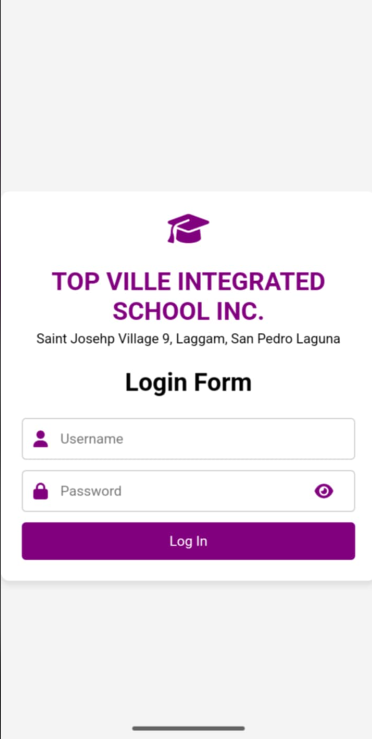 TOP VILLE INTEGRATED
SCHOOL INC.
Saint Josehp Village 9, Laggam, San Pedro Laguna
Login Form
Username
Password
Log In